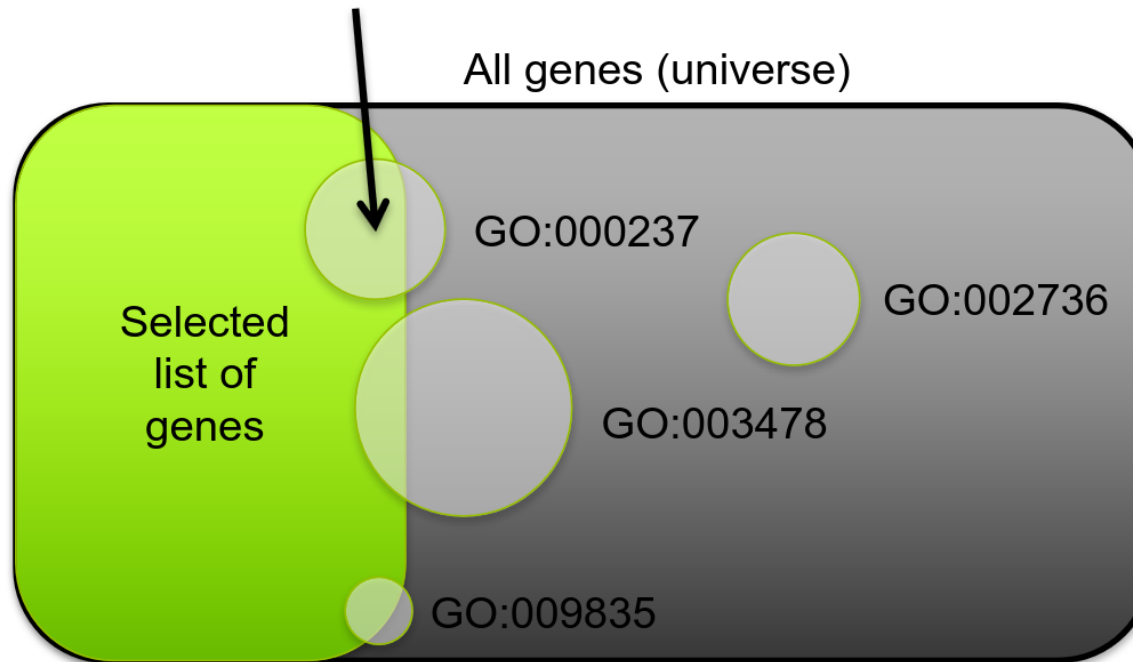 All genes (universe)
GO:000237
GO:002736
Selected
list of
genes
GO:003478
GO:009835